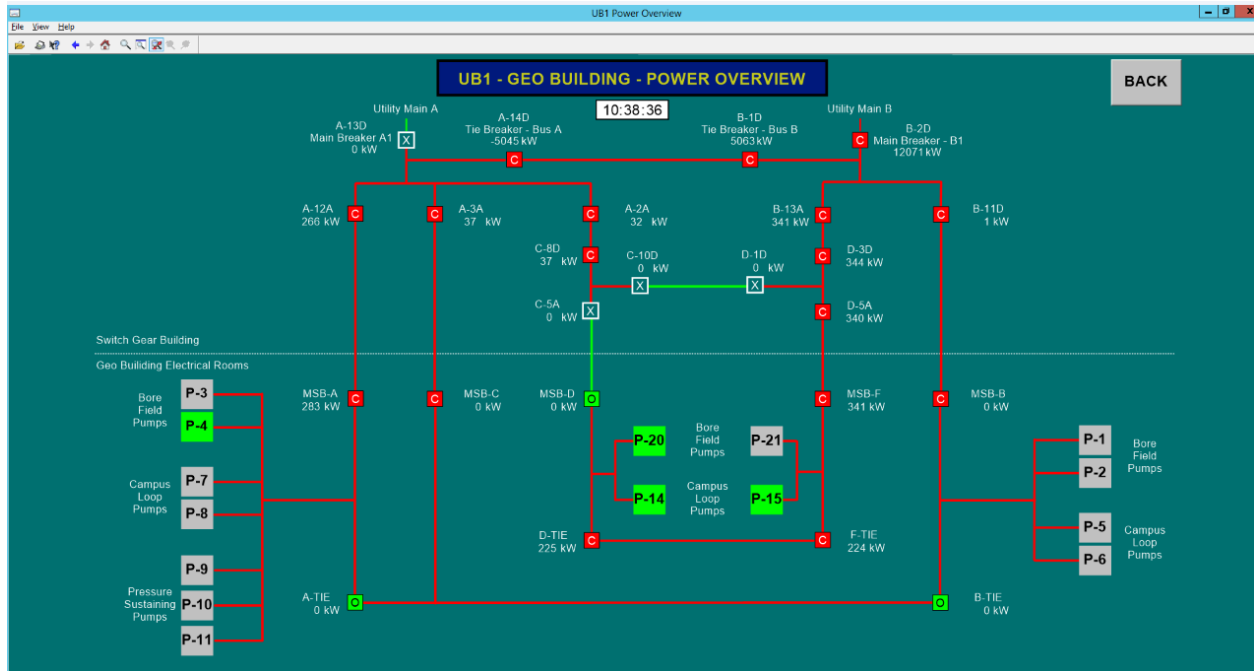 UB1 Power Overview
File View Help
UB1 - GEO BUILDING - POWER OVERVIEW
BACK
10:38:36
Utility Main A
Utility Main B
A-13D
Main Breaker A1
0 kW
X
A-14D
Tie Breaker - Bus A
-5045 kW
C
B-1D
Tie Breaker - Bus B
5063 kW
C
B-2D
Main Breaker - B1
12071 kW
C
A-12A
266 kW
C
A-3A
37 kW
C
A-2A
32 kW
C
B-13A
341 kW
C
B-11D
1 kW
C
C-8D
37 kW
C
C-10D
0 kW
X
D-1D
0 kW
X
D-3D
344 kW
C
C-5A
0 kW
X
D-5A
340 kW
C
Switch Gear Building
Geo Builiding Electrical Rooms
MSB-A
283 kW
C
MSB-C
0 kW
C
MSB-D
0 kW
O
MSB-F
341 kW
C
MSB-B
0 kW
C
Bore
Field
Pumps
P-3
P-4
Campus
Loop
Pumps
P-7
P-8
Pressure
Sustaining
Pumps
P-9
P-10
P-11
P-20
Bore
Field
Pumps
P-21
P-14
Campus
Loop
Pumps
P-15
P-1
P-2
Bore
Field
Pumps
P-5
P-6
Campus
Loop
Pumps
D-TIE
225 kW
C
F-TIE
224 kW
C
A-TIE
0 kW
O
B-TIE
0 kW
O